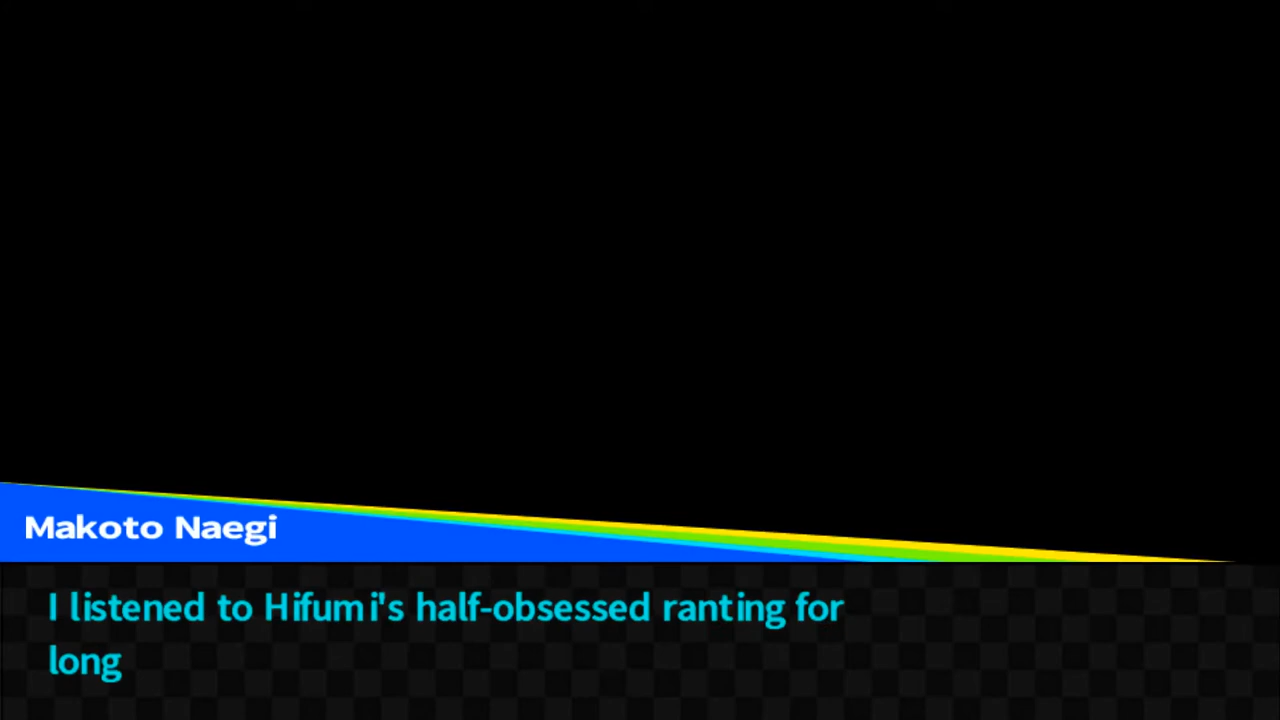 Makoto Naegi
I listened to Hifumi's half-obsessed ranting for
long